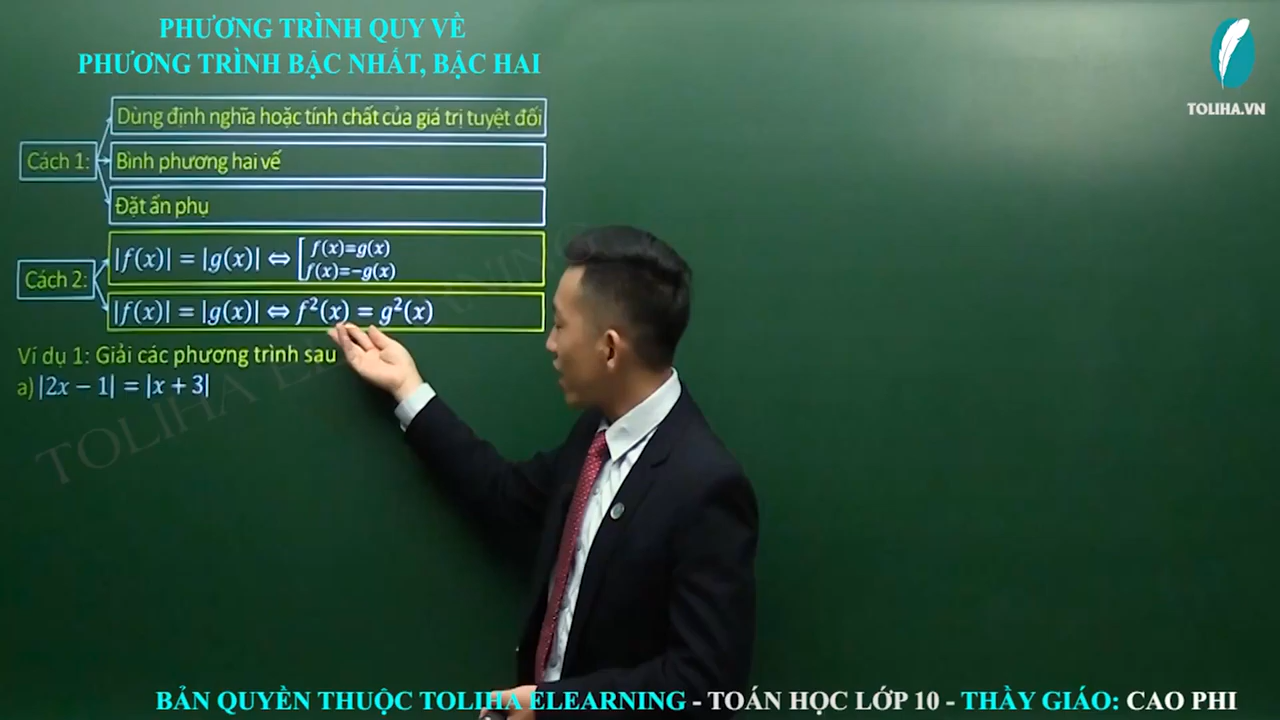 PHƯƠNG TRÌNH QUY VỀ
PHƯƠNG TRÌNH BẬC NHẤT, BẬC HAI
TOLIHA.VN
Cách 1:
Dùng định nghĩa hoặc tính chất của giá trị tuyệt đối
Bình phương hai vế
Đặt ẩn phụ
Cách 2:
|f(x)| = |g(x)| ⇔ [f(x)=g(x)
f(x)=−g(x)
|f(x)| = |g(x)| ⇔ f²(x) = g²(x)
Ví dụ 1: Giải các phương trình sau
a) |2x − 1| = |x + 3|
TOLIHA ELEARNING
BẢN QUYỀN THUỘC TOLIHA ELEARNING - TOÁN HỌC LỚP 10 - THẦY GIÁO: CAO PHI